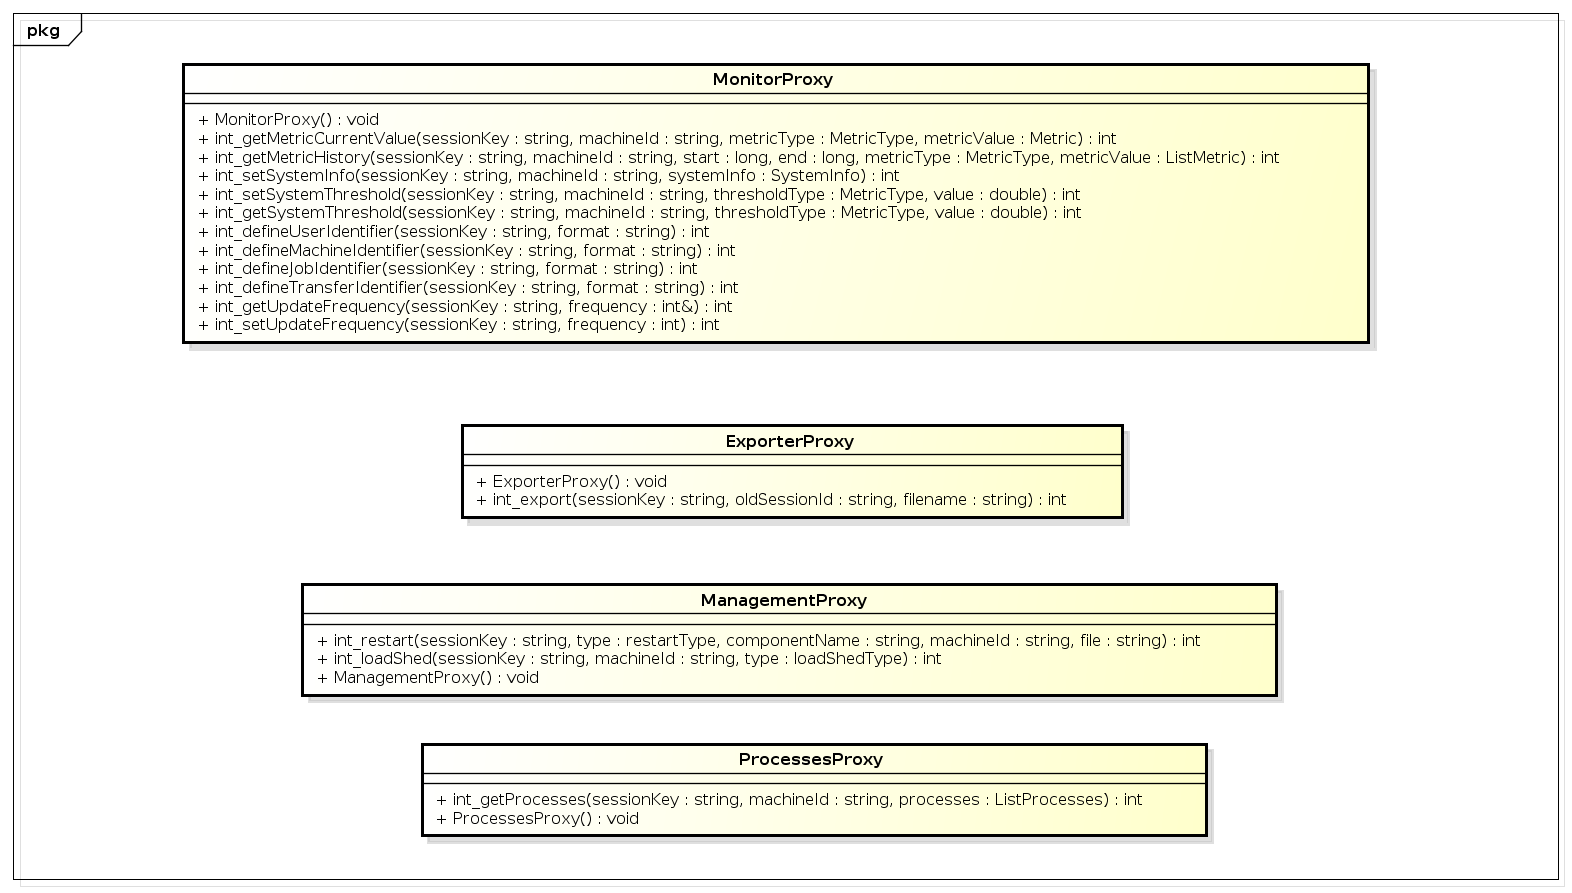 pkg
MonitorProxy
+ MonitorProxy() : void
+ int_getMetricCurrentValue(sessionKey : string, machineId : string, metricType : MetricType, metricValue : Metric) : int
+ int_getMetricHistory(sessionKey : string, machineId : string, start : long, end : long, metricType : MetricType, metricValue : ListMetric) : int
+ int_setSystemInfo(sessionKey : string, machineId : string, systemInfo : SystemInfo) : int
+ int_setSystemThreshold(sessionKey : string, machineId : string, thresholdType : MetricType, value : double) : int
+ int_getSystemThreshold(sessionKey : string, machineId : string, thresholdType : MetricType, value : double) : int
+ int_defineUserIdentifier(sessionKey : string, format : string) : int
+ int_defineMachineIdentifier(sessionKey : string, format : string) : int
+ int_defineJobIdentifier(sessionKey : string, format : string) : int
+ int_defineTransferIdentifier(sessionKey : string, format : string) : int
+ int_getUpdateFrequency(sessionKey : string, frequency : int&) : int
+ int_setUpdateFrequency(sessionKey : string, frequency : int) : int
ExporterProxy
+ ExporterProxy() : void
+ int_export(sessionKey : string, oldSessionId : string, filename : string) : int
ManagementProxy
+ int_restart(sessionKey : string, type : restartType, componentName : string, machineId : string, file : string) : int
+ int_loadShed(sessionKey : string, machineId : string, type : loadShedType) : int
+ ManagementProxy() : void
ProcessesProxy
+ int_getProcesses(sessionKey : string, machineId : string, processes : ListProcesses) : int
+ ProcessesProxy() : void